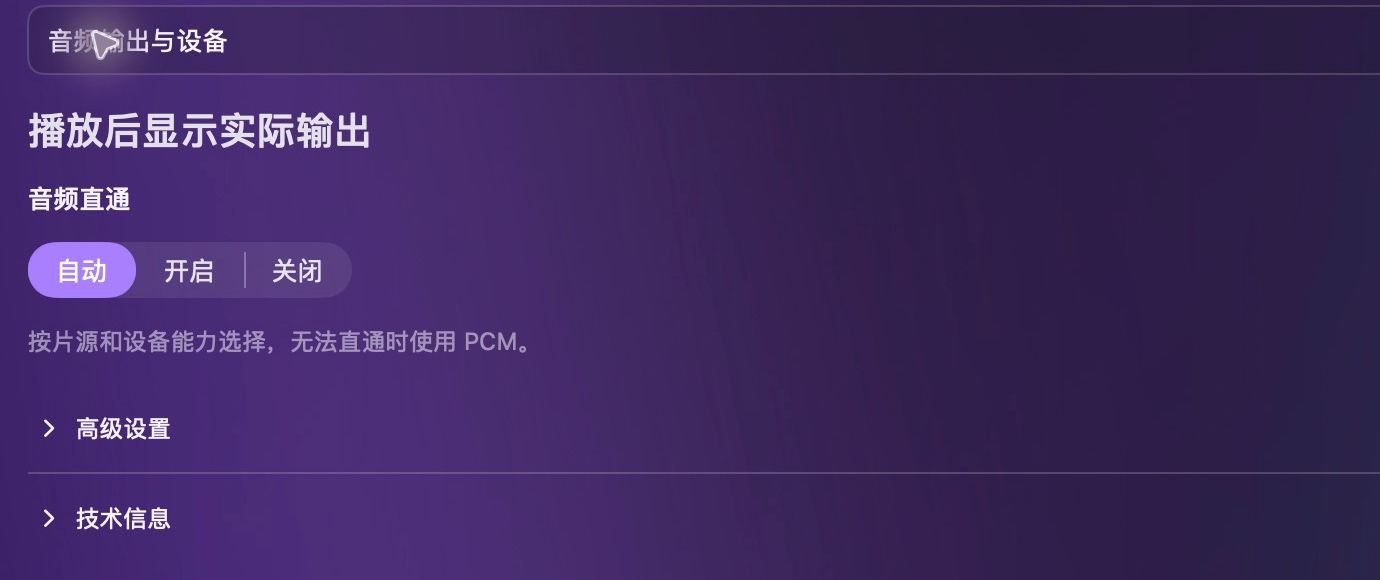 音频输出与设备
播放后显示实际输出
音频直通
自动 开启 关闭
按片源和设备能力选择，无法直通时使用 PCM。
高级设置
技术信息